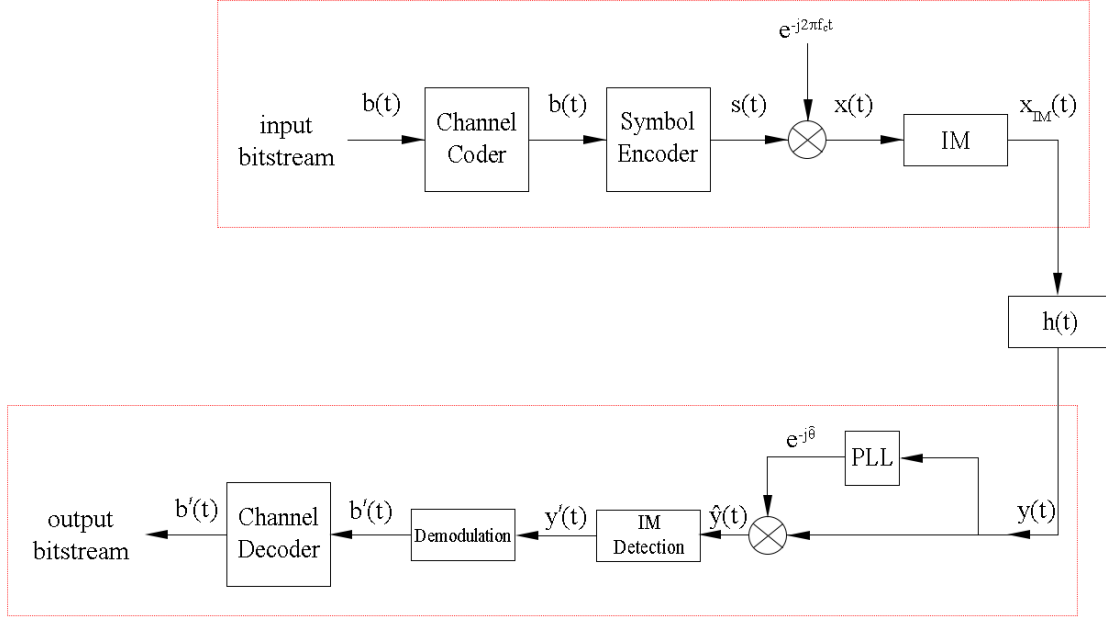 e^-j2πf_ct
b(t)
b(t)
s(t)
x(t)
x_IM(t)
input
bitstream
Channel
Coder
Symbol
Encoder
IM
h(t)
e^-jθ̂
PLL
b'(t)
b'(t)
y'(t)
ŷ(t)
y(t)
output
bitstream
Channel
Decoder
Demodulation
IM
Detection